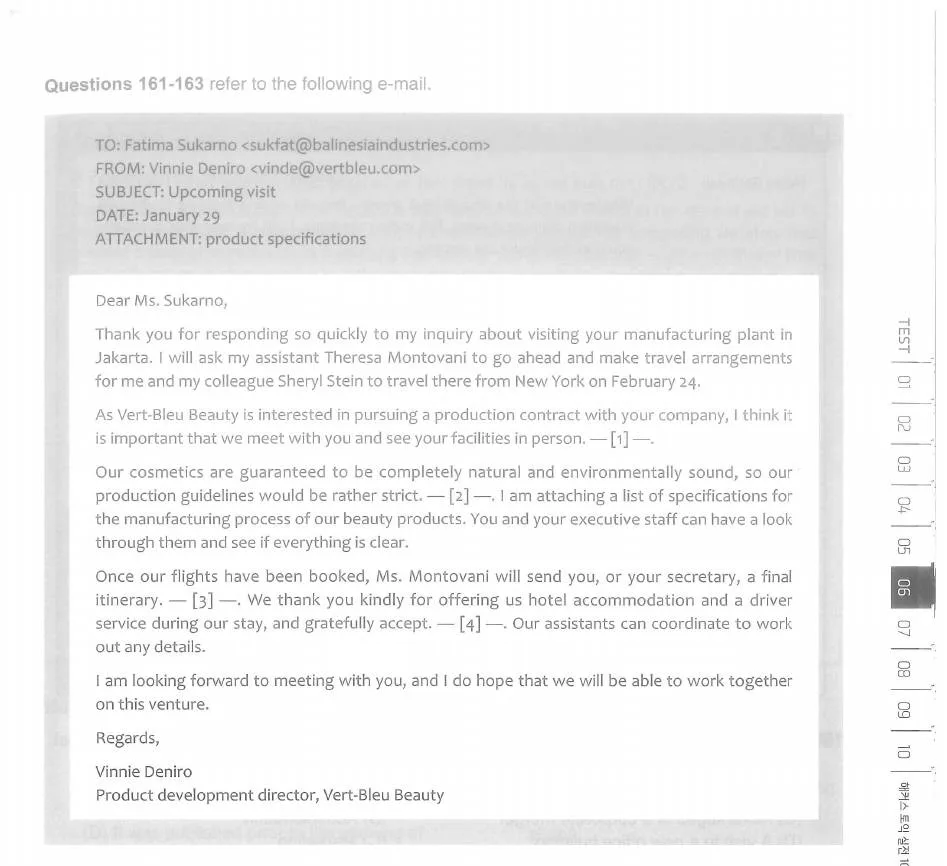 Questions 161-163 refer to the following e-mail.
TO: Fatima Sukarno <sukfat@balinesiaindustries.com>
FROM: Vinnie Deniro <vinde@vertbleu.com>
SUBJECT: Upcoming visit
DATE: January 29
ATTACHMENT: product specifications
Dear Ms. Sukarno,
Thank you for responding so quickly to my inquiry about visiting your manufacturing plant in
Jakarta. I will ask my assistant Theresa Montovani to go ahead and make travel arrangements
for me and my colleague Sheryl Stein to travel there from New York on February 24.
As Vert-Bleu Beauty is interested in pursuing a production contract with your company, I think it
is important that we meet with you and see your facilities in person. — [1] —.
Our cosmetics are guaranteed to be completely natural and environmentally sound, so our
production guidelines would be rather strict. — [2] —. I am attaching a list of specifications for
the manufacturing process of our beauty products. You and your executive staff can have a look
through them and see if everything is clear.
Once our flights have been booked, Ms. Montovani will send you, or your secretary, a final
itinerary. — [3] —. We thank you kindly for offering us hotel accommodation and a driver
service during our stay, and gratefully accept. — [4] —. Our assistants can coordinate to work
out any details.
I am looking forward to meeting with you, and I do hope that we will be able to work together
on this venture.
Regards,
Vinnie Deniro
Product development director, Vert-Bleu Beauty
TEST
01
02
03
04
05
06
07
08
09
10
해커스 토익 실전